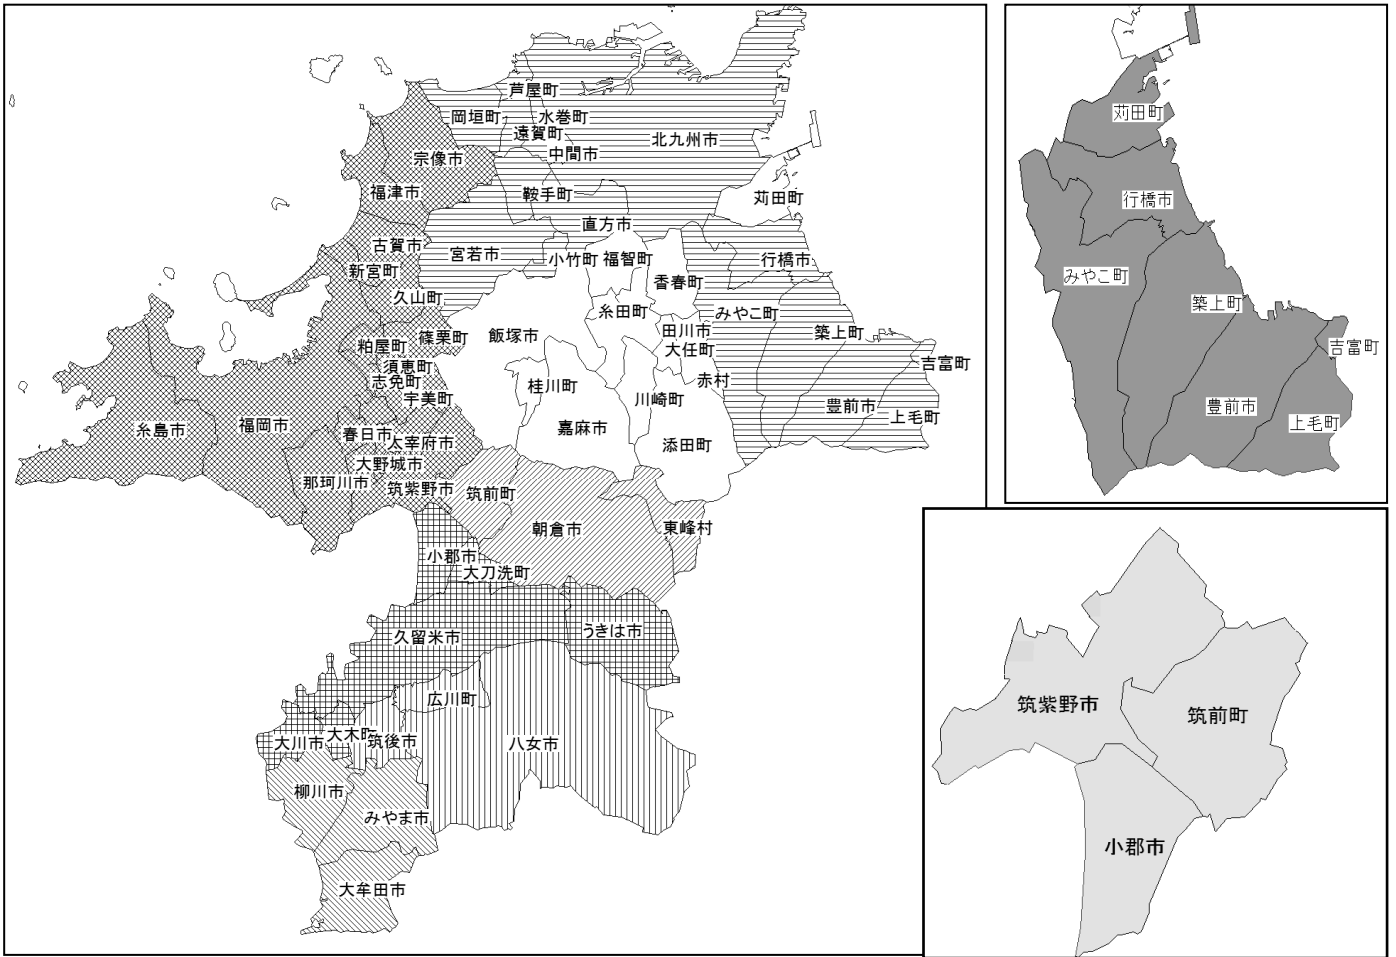 芦屋町
岡垣町
水巻町
遠賀町
中間市
北九州市
宗像市
福津市
鞍手町
苅田町
直方市
古賀市
宮若市
小竹町
福智町
行橋市
新宮町
香春町
久山町
糸田町
みやこ町
篠栗町
飯塚市
田川市
築上町
粕屋町
大任町
吉富町
須恵町
志免町
桂川町
赤村
宇美町
川崎町
豊前市
上毛町
糸島市
福岡市
春日市
太宰府市
嘉麻市
添田町
大野城市
那珂川市
筑紫野市
筑前町
朝倉市
東峰村
小郡市
大刀洗町
久留米市
うきは市
広川町
大川市
大木町
筑後市
八女市
柳川市
みやま市
大牟田市
苅田町
行橋市
みやこ町
築上町
吉富町
豊前市
上毛町
筑紫野市
筑前町
小郡市